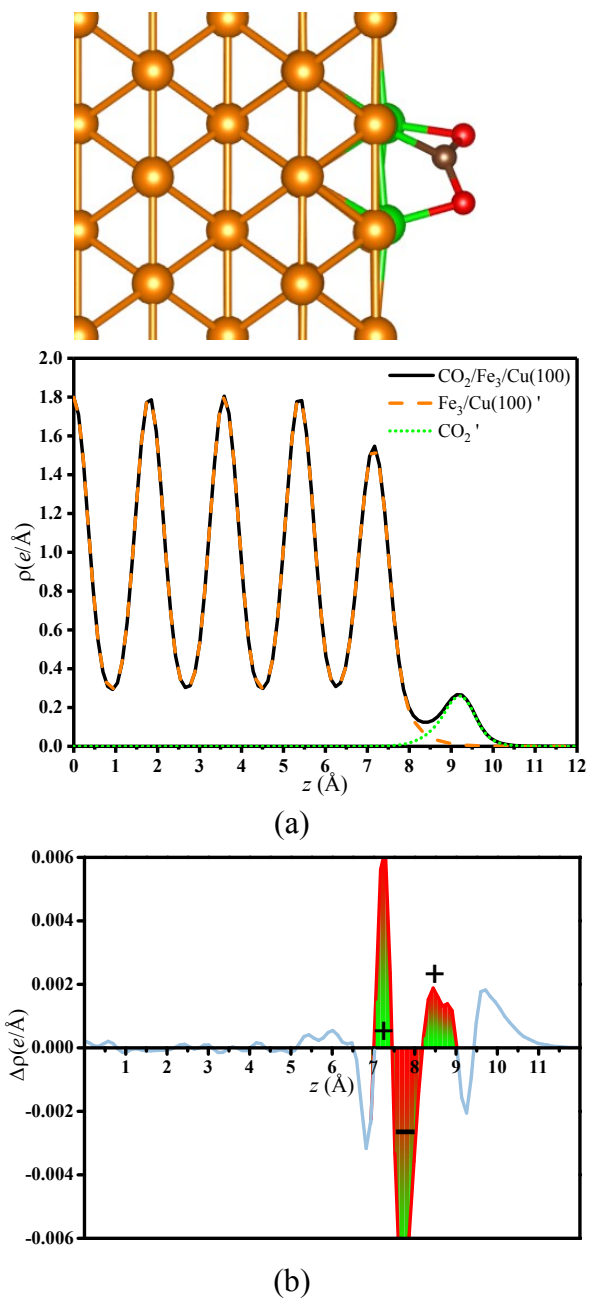 2.0
1.8
1.6
1.4
1.2
1.0
0.8
0.6
0.4
0.2
0.0
ρ(e/Å)
CO₂/Fe₃/Cu(100)
Fe₃/Cu(100) '
CO₂ '
0 1 2 3 4 5 6 7 8 9 10 11 12
z (Å)
(a)
0.006
0.004
0.002
0.000
-0.002
-0.004
-0.006
Δρ(e/Å)
+
+
−
1 2 3 4 5 6 7 8 9 10 11
z (Å)
(b)